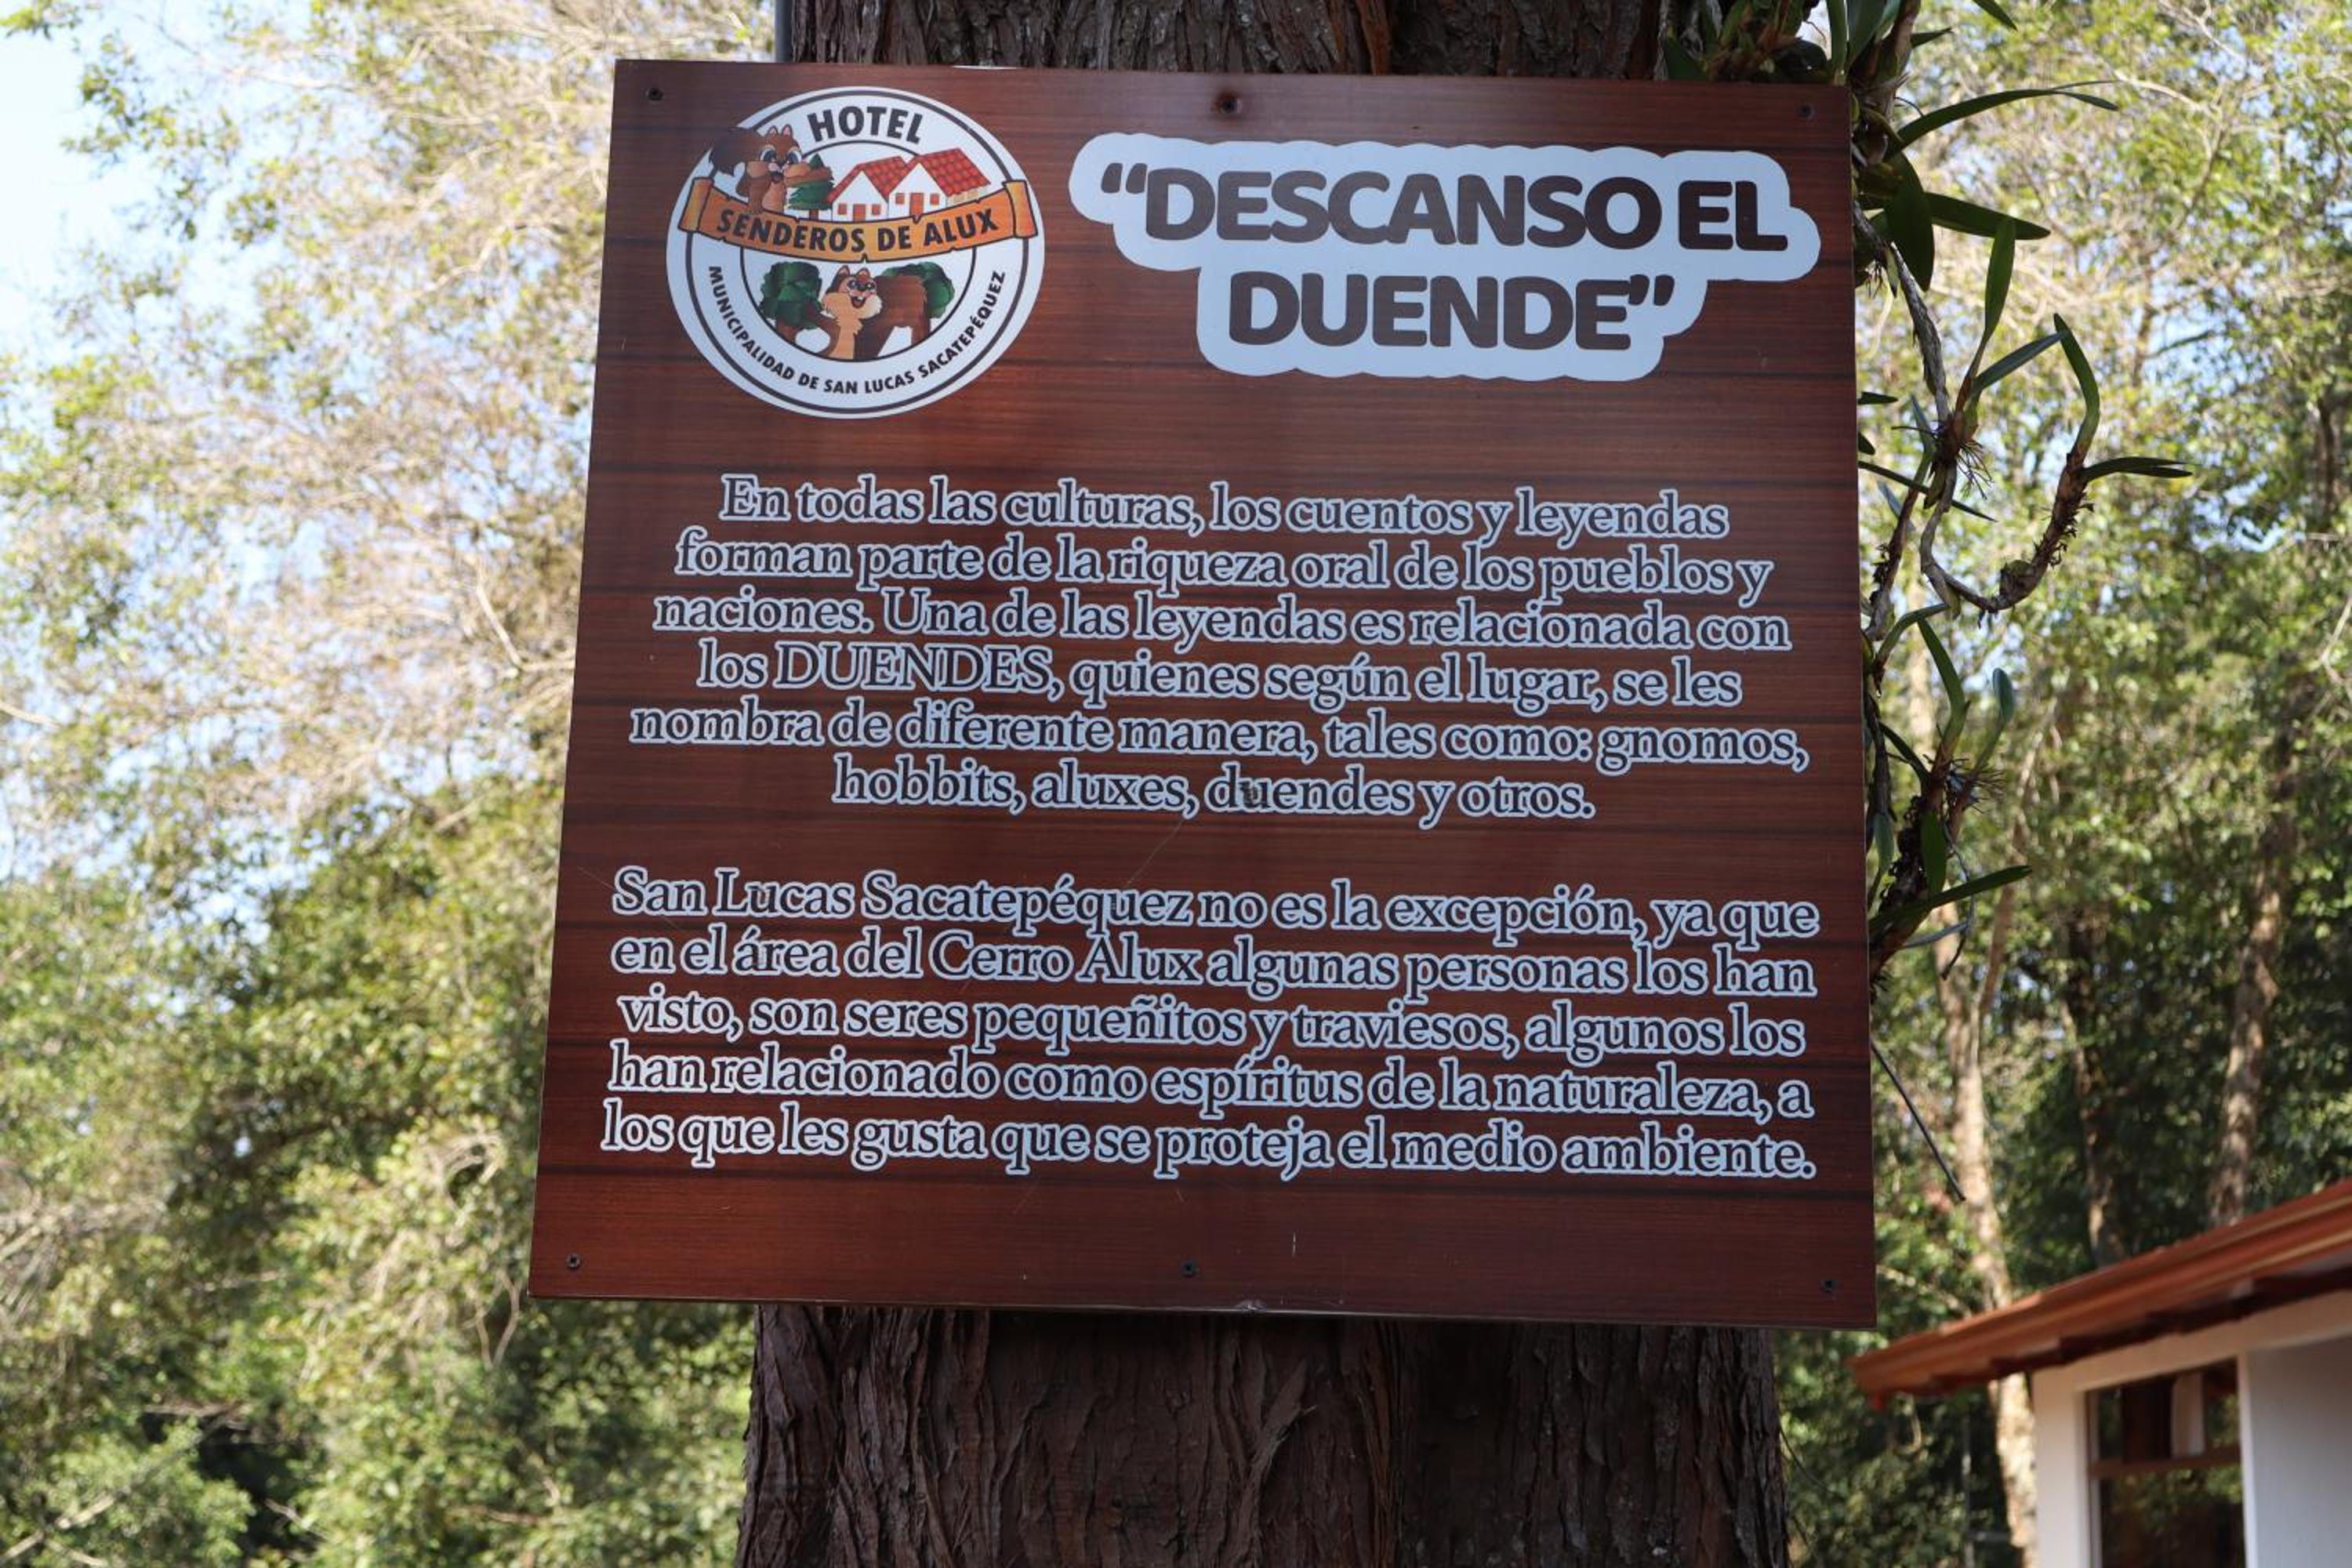 HOTEL
SENDEROS DE ALUX
MUNICIPALIDAD DE SAN LUCAS SACATEPÉQUEZ
“DESCANSO EL
DUENDE”
En todas las culturas, los cuentos y leyendas
forman parte de la riqueza oral de los pueblos y
naciones. Una de las leyendas es relacionada con
los DUENDES, quienes según el lugar, se les
nombra de diferente manera, tales como: gnomos,
hobbits, aluxes, duendes y otros.
San Lucas Sacatepéquez no es la excepción, ya que
en el área del Cerro Alux algunas personas los han
visto, son seres pequeñitos y traviesos, algunos los
han relacionado como espíritus de la naturaleza, a
los que les gusta que se proteja el medio ambiente.